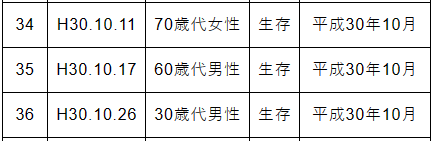 34 H30.10.11 70歳代女性 生存 平成30年10月
35 H30.10.17 60歳代男性 生存 平成30年10月
36 H30.10.26 30歳代男性 生存 平成30年10月